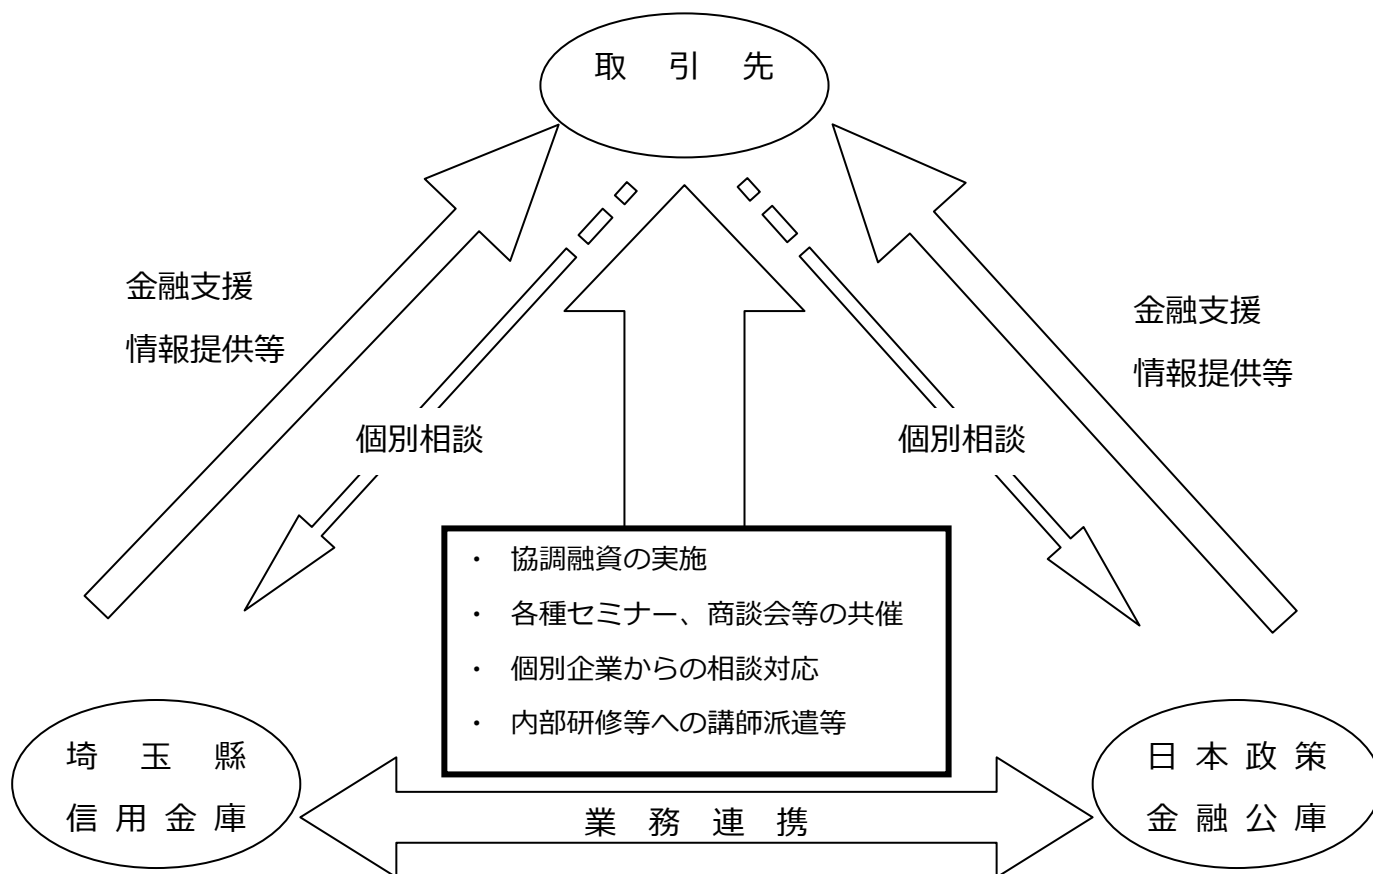 取引先
金融支援
情報提供等
金融支援
情報提供等
個別相談
個別相談
・ 協調融資の実施
・ 各種セミナー、商談会等の共催
・ 個別企業からの相談対応
・ 内部研修等への講師派遣等
埼玉縣
信用金庫
業務連携
日本政策
金融公庫